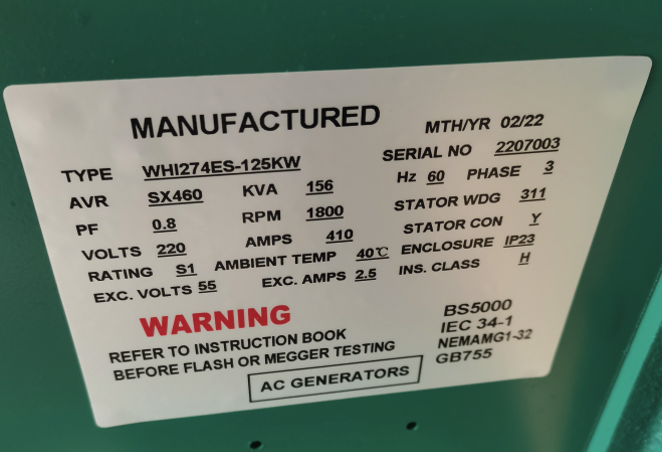 MANUFACTURED
MTH/YR 02/22
TYPE WHI274ES-125KW SERIAL NO 2207003
AVR SX460 KVA 156 Hz 60 PHASE 3
PF 0.8 RPM 1800 STATOR WDG 311
VOLTS 220 AMPS 410 STATOR CON Y
RATING S1 AMBIENT TEMP 40℃ ENCLOSURE IP23
EXC. VOLTS 55 EXC. AMPS 2.5 INS. CLASS H
WARNING
REFER TO INSTRUCTION BOOK
BEFORE FLASH OR MEGGER TESTING
BS5000
IEC 34-1
NEMAMG1-32
GB755
AC GENERATORS